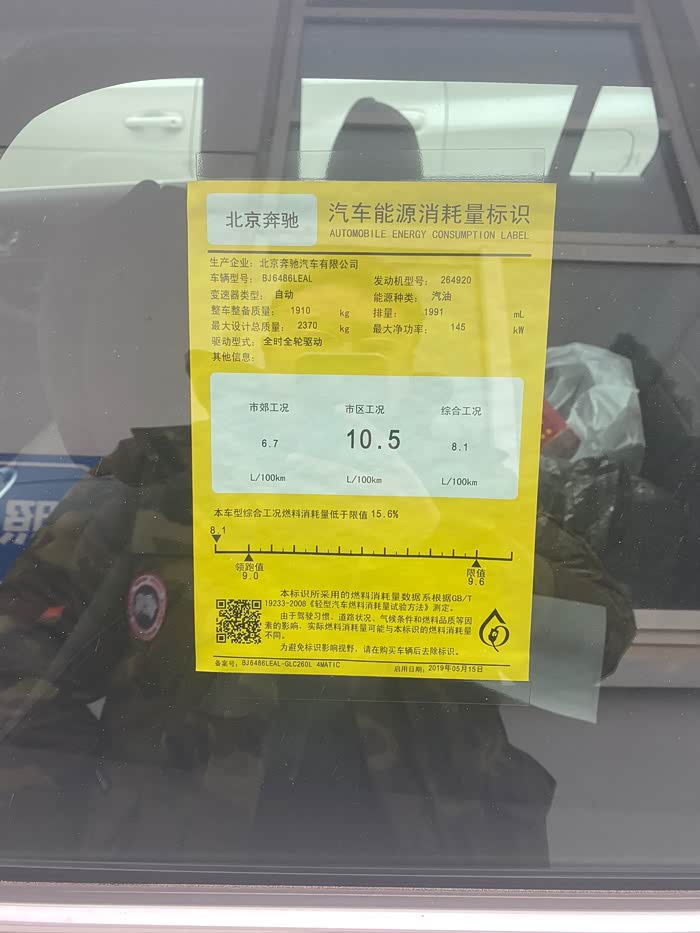 北京奔驰
汽车能源消耗量标识
AUTOMOBILE ENERGY CONSUMPTION LABEL
生产企业: 北京奔驰汽车有限公司
车辆型号: BJ6486LEAL 发动机型号: 264920
变速器类型: 自动 能源种类: 汽油
整车整备质量: 1910 kg 排量: 1991 mL
最大设计总质量: 2370 kg 最大净功率: 145 kW
驱动型式: 全时全轮驱动
其他信息:
市郊工况 市区工况 综合工况
6.7 10.5 8.1
L/100km L/100km L/100km
本车型综合工况燃料消耗量低于限值 15.6%
8.1
领跑值 限值
9.0 9.6
本标识所采用的燃料消耗量数据系根据GB/T
19233-2008《轻型汽车燃料消耗量试验方法》测定。
由于驾驶习惯、道路状况、气候条件和燃料品质等因
素的影响, 实际燃料消耗量可能与本标识的燃料消耗量
不同。
为避免标识影响视野, 请在购买车辆后去除标识。
备案号: BJ6486LEAL-GLC260L 4MATIC 启用日期: 2019年05月15日
照